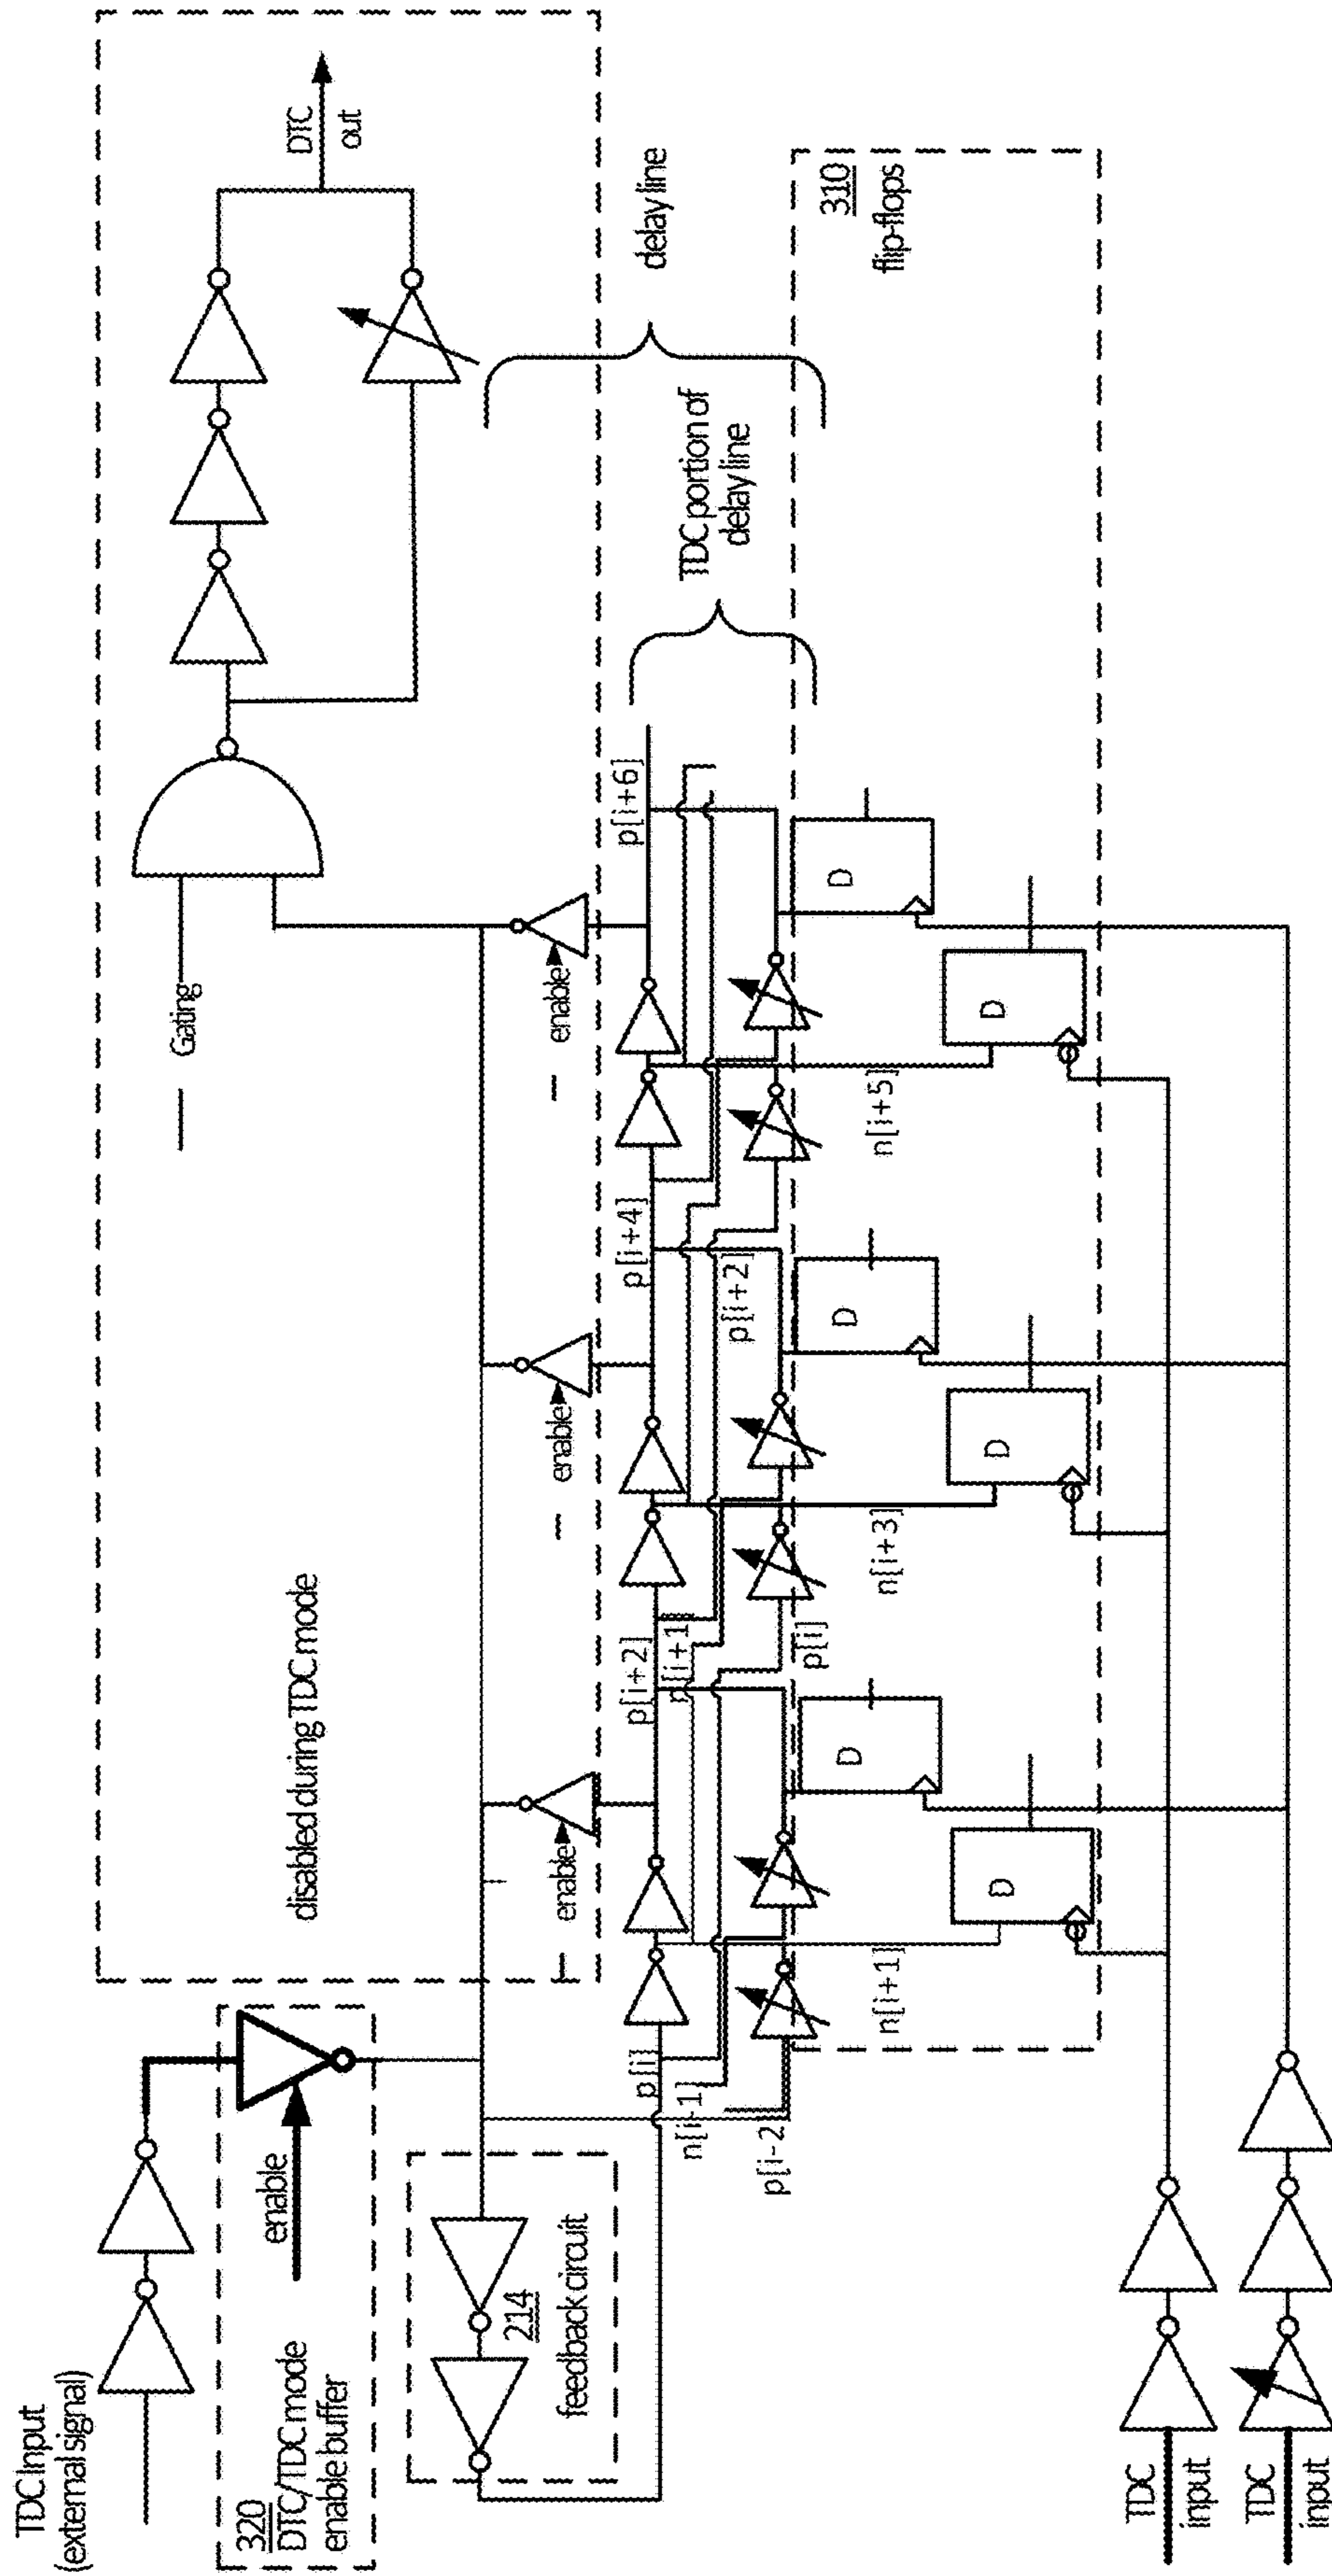 TDC Input
(external signal)
320
DTC/TDC mode
enable buffer
enable
214
feedback circuit
disabled during TDC mode
Gating
DTC
out
enable
enable
enable
delay line
TDC portion of
delay line
310
flip-flops
p[i]
n[i-1]
p[i-2]
p[i+2]
n[i+1]
p[i]
p[i+4]
p[i+2]
p[i+6]
n[i+1]
n[i+3]
n[i+5]
D
D
D
D
D
D
TDC
input
TDC
input